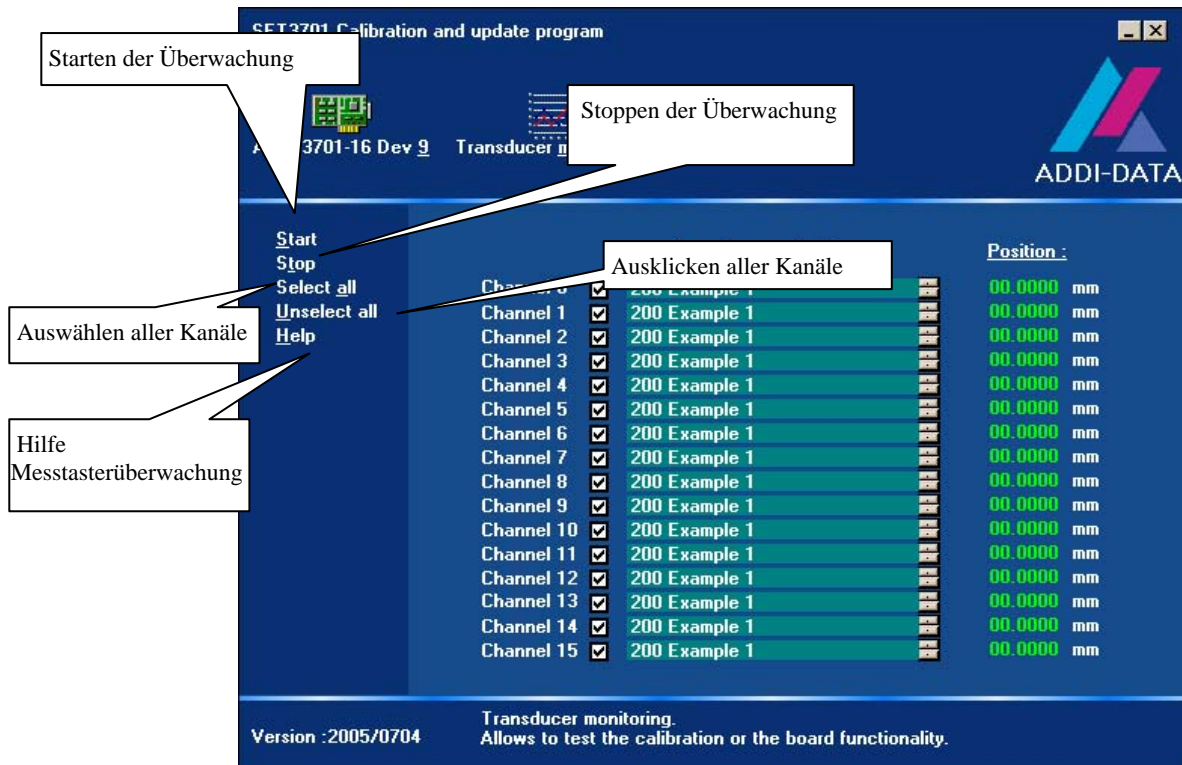 SET3701 Calibration and update program
Starten der Überwachung
Stoppen der Überwachung
3701-16 Dev 9
Transducer
ADDI-DATA
Start
Stop
Select all
Unselect all
Help
Auswählen aller Kanäle
Ausklicken aller Kanäle
Hilfe
Messtasterüberwachung
Position :
Channel 0 200 Example 1 00.0000 mm
Channel 1 200 Example 1 00.0000 mm
Channel 2 200 Example 1 00.0000 mm
Channel 3 200 Example 1 00.0000 mm
Channel 4 200 Example 1 00.0000 mm
Channel 5 200 Example 1 00.0000 mm
Channel 6 200 Example 1 00.0000 mm
Channel 7 200 Example 1 00.0000 mm
Channel 8 200 Example 1 00.0000 mm
Channel 9 200 Example 1 00.0000 mm
Channel 10 200 Example 1 00.0000 mm
Channel 11 200 Example 1 00.0000 mm
Channel 12 200 Example 1 00.0000 mm
Channel 13 200 Example 1 00.0000 mm
Channel 14 200 Example 1 00.0000 mm
Channel 15 200 Example 1 00.0000 mm
Version :2005/0704
Transducer monitoring.
Allows to test the calibration or the board functionality.